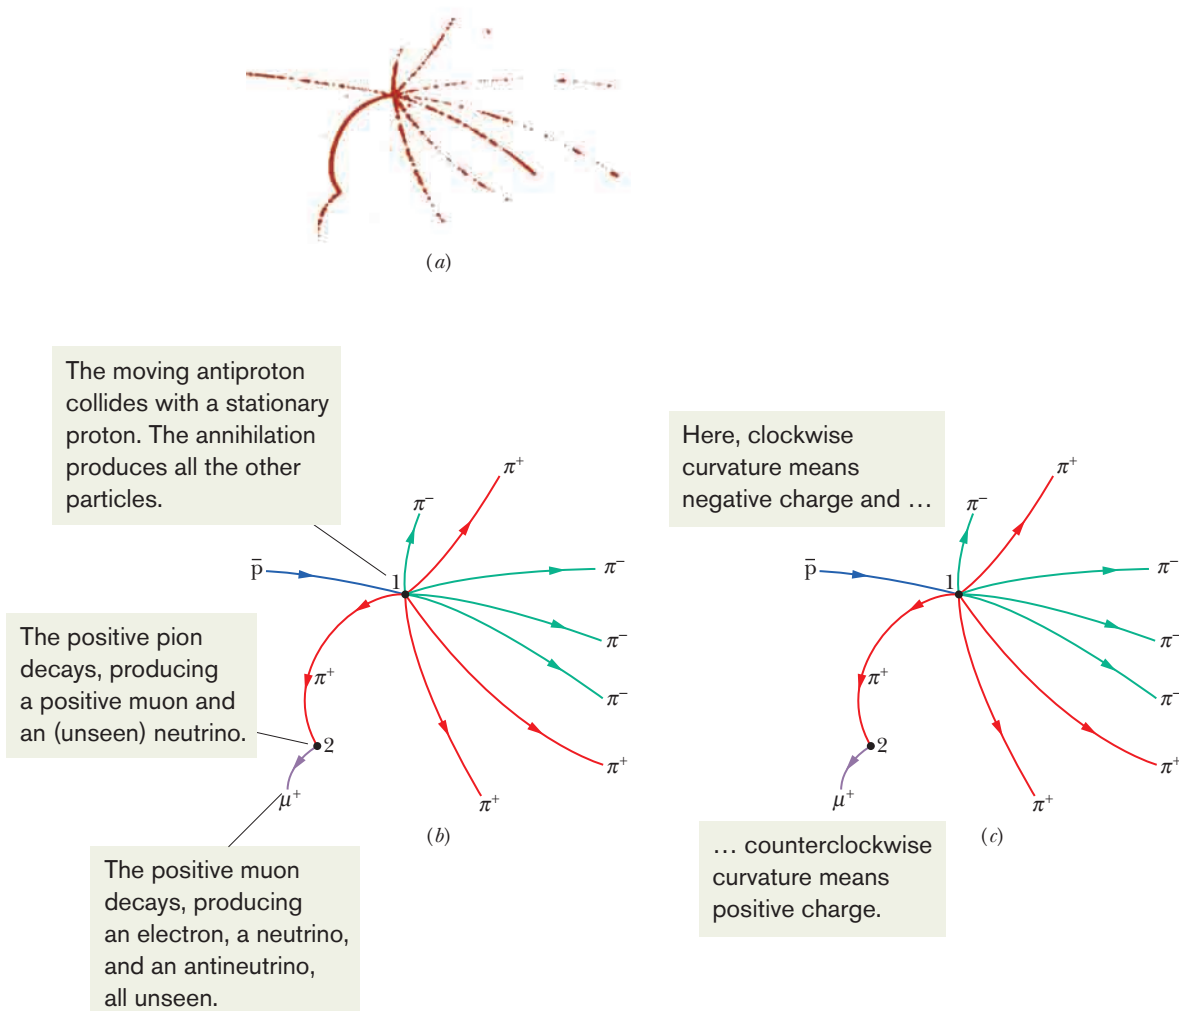 (a)
The moving antiproton
collides with a stationary
proton. The annihilation
produces all the other
particles.
π⁺
π⁻
p̅
1
π⁻
π⁻
π⁻
The positive pion
decays, producing
a positive muon and
an (unseen) neutrino.
π⁺
2
μ⁺
π⁺
π⁺
(b)
The positive muon
decays, producing
an electron, a neutrino,
and an antineutrino,
all unseen.
Here, clockwise
curvature means
negative charge and …
π⁺
π⁻
p̅
1
π⁻
π⁻
π⁻
π⁺
2
μ⁺
π⁺
π⁺
(c)
… counterclockwise
curvature means
positive charge.